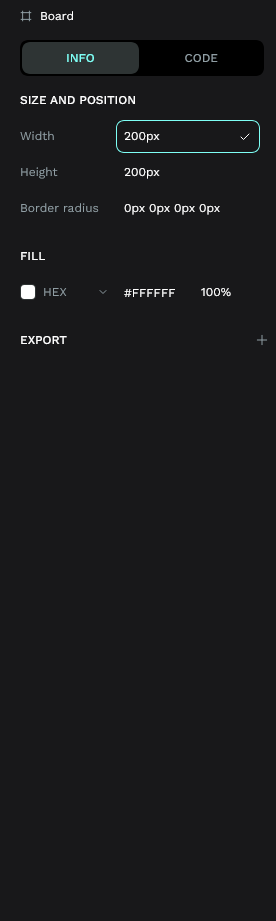 Board
INFO CODE
SIZE AND POSITION
Width 200px
Height 200px
Border radius 0px 0px 0px 0px
FILL
HEX #FFFFFF 100%
EXPORT